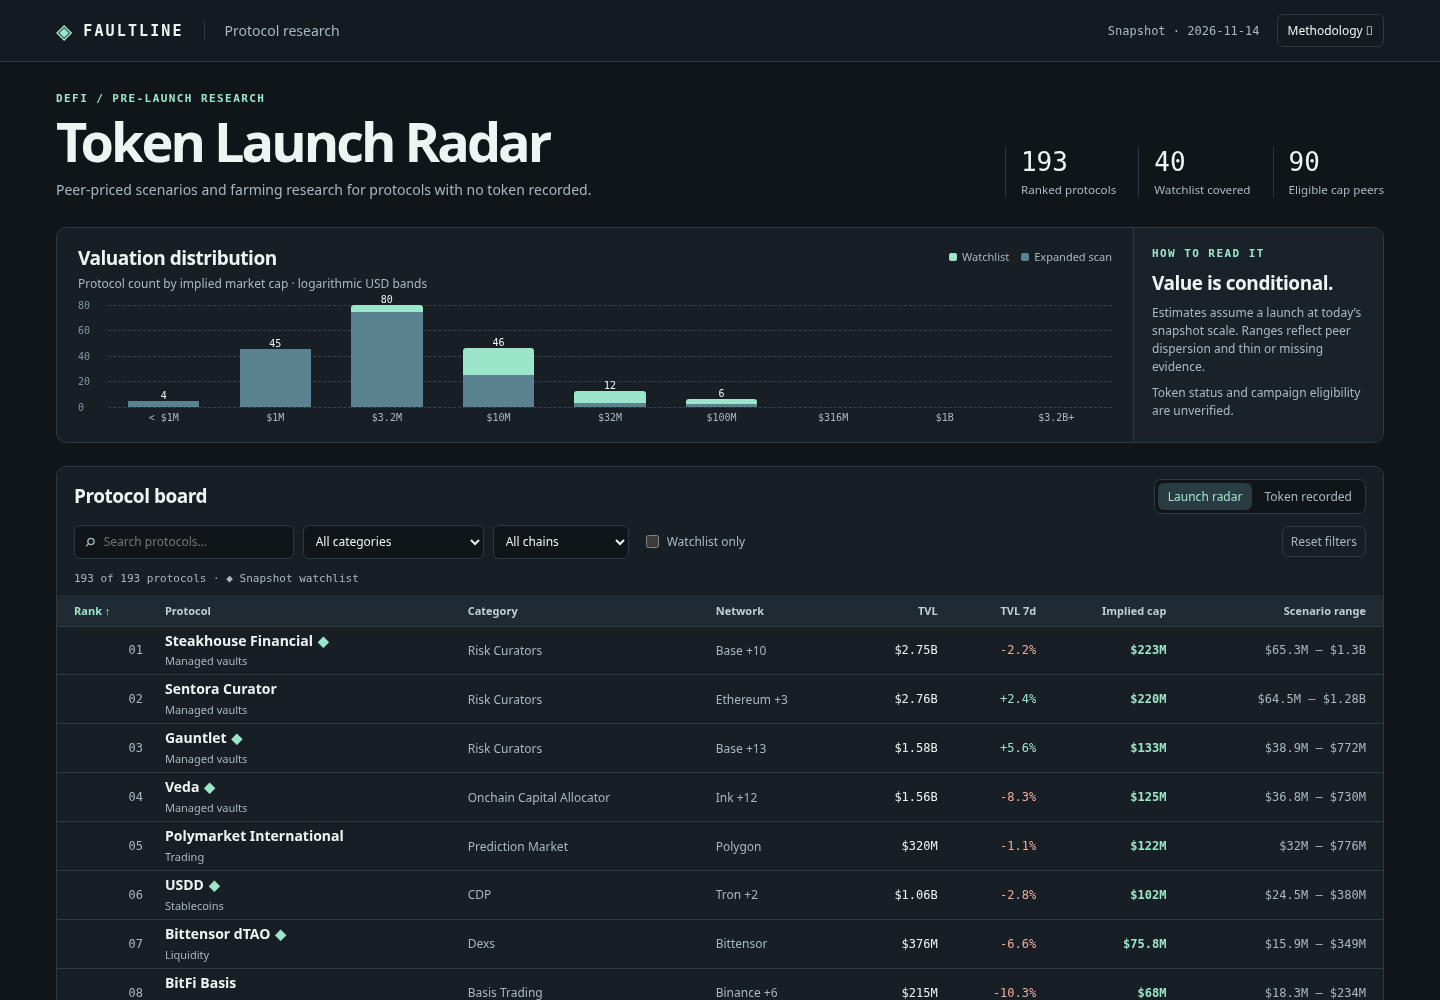 ◈ FAULTLINE Protocol research
Snapshot · 2026-11-14 Methodology
DEFI / PRE-LAUNCH RESEARCH
Token Launch Radar
Peer-priced scenarios and farming research for protocols with no token recorded.
193 40 90
Ranked protocols Watchlist covered Eligible cap peers
Valuation distribution
Watchlist Expanded scan
Protocol count by implied market cap · logarithmic USD bands
80
60
40
20
0
4 45 80 46 12 6
< $1M $1M $3.2M $10M $32M $100M $316M $1B $3.2B+
HOW TO READ IT
Value is conditional.
Estimates assume a launch at today's
snapshot scale. Ranges reflect peer
dispersion and thin or missing
evidence.
Token status and campaign eligibility
are unverified.
Protocol board
Launch radar Token recorded
Search protocols... All categories All chains Watchlist only Reset filters
193 of 193 protocols · ◆ Snapshot watchlist
Rank ↑ Protocol Category Network TVL TVL 7d Implied cap Scenario range
01 Steakhouse Financial ◆ Risk Curators Base +10 $2.75B -2.2% $223M $65.3M — $1.3B
Managed vaults
02 Sentora Curator Risk Curators Ethereum +3 $2.76B +2.4% $220M $64.5M — $1.28B
Managed vaults
03 Gauntlet ◆ Risk Curators Base +13 $1.58B +5.6% $133M $38.9M — $772M
Managed vaults
04 Veda ◆ Onchain Capital Allocator Ink +12 $1.56B -8.3% $125M $36.8M — $730M
Managed vaults
05 Polymarket International Prediction Market Polygon $320M -1.1% $122M $32M — $776M
Trading
06 USDD ◆ CDP Tron +2 $1.06B -2.8% $102M $24.5M — $380M
Stablecoins
07 Bittensor dTAO ◆ Dexs Bittensor $376M -6.6% $75.8M $15.9M — $349M
Liquidity
08 BitFi Basis Basis Trading Binance +6 $215M -10.3% $68M $18.3M — $234M